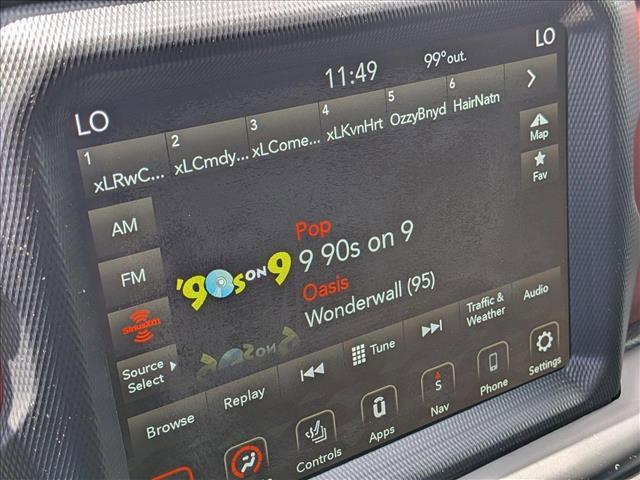 LO
11:49
99° out.
LO
1
xLRwC...
2
xLCmdy...
3
xLCome...
4
xLKvnHrt
5
OzzyBnyd
6
HairNatn
Map
Fav
AM
FM
SiriusXM
Source
Select
Pop
'90s ON 9
9 90s on 9
Oasis
Wonderwall (95)
Browse
Replay
Tune
Traffic &
Weather
Audio
Controls
Apps
S
Nav
Phone
Settings